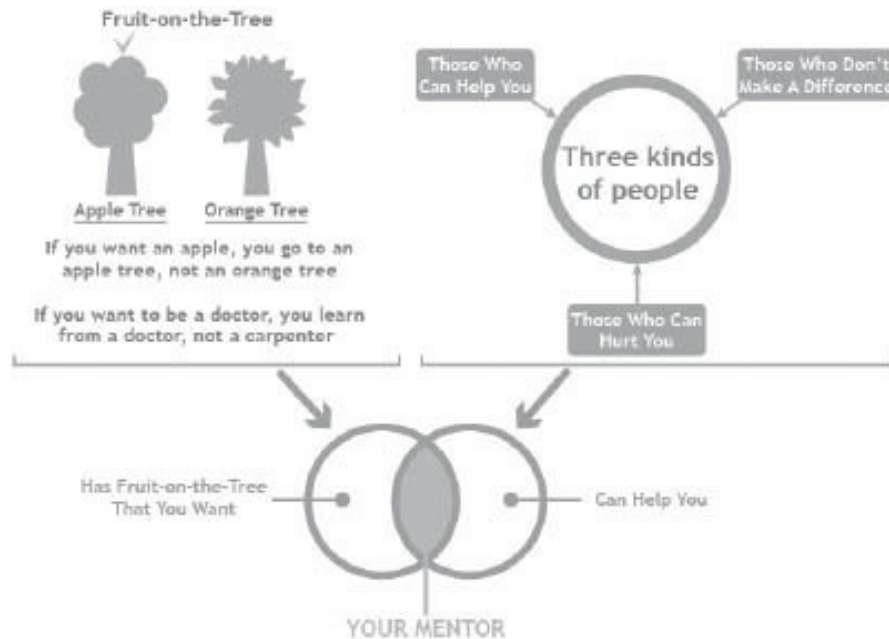 Fruit-on-the-Tree
Apple Tree
Orange Tree
If you want an apple, you go to an
apple tree, not an orange tree
If you want to be a doctor, you learn
from a doctor, not a carpenter
Those Who
Can Help You
Those Who Don't
Make A Difference
Three kinds
of people
Those Who Can
Hurt You
Has Fruit-on-the-Tree
That You Want
Can Help You
YOUR MENTOR